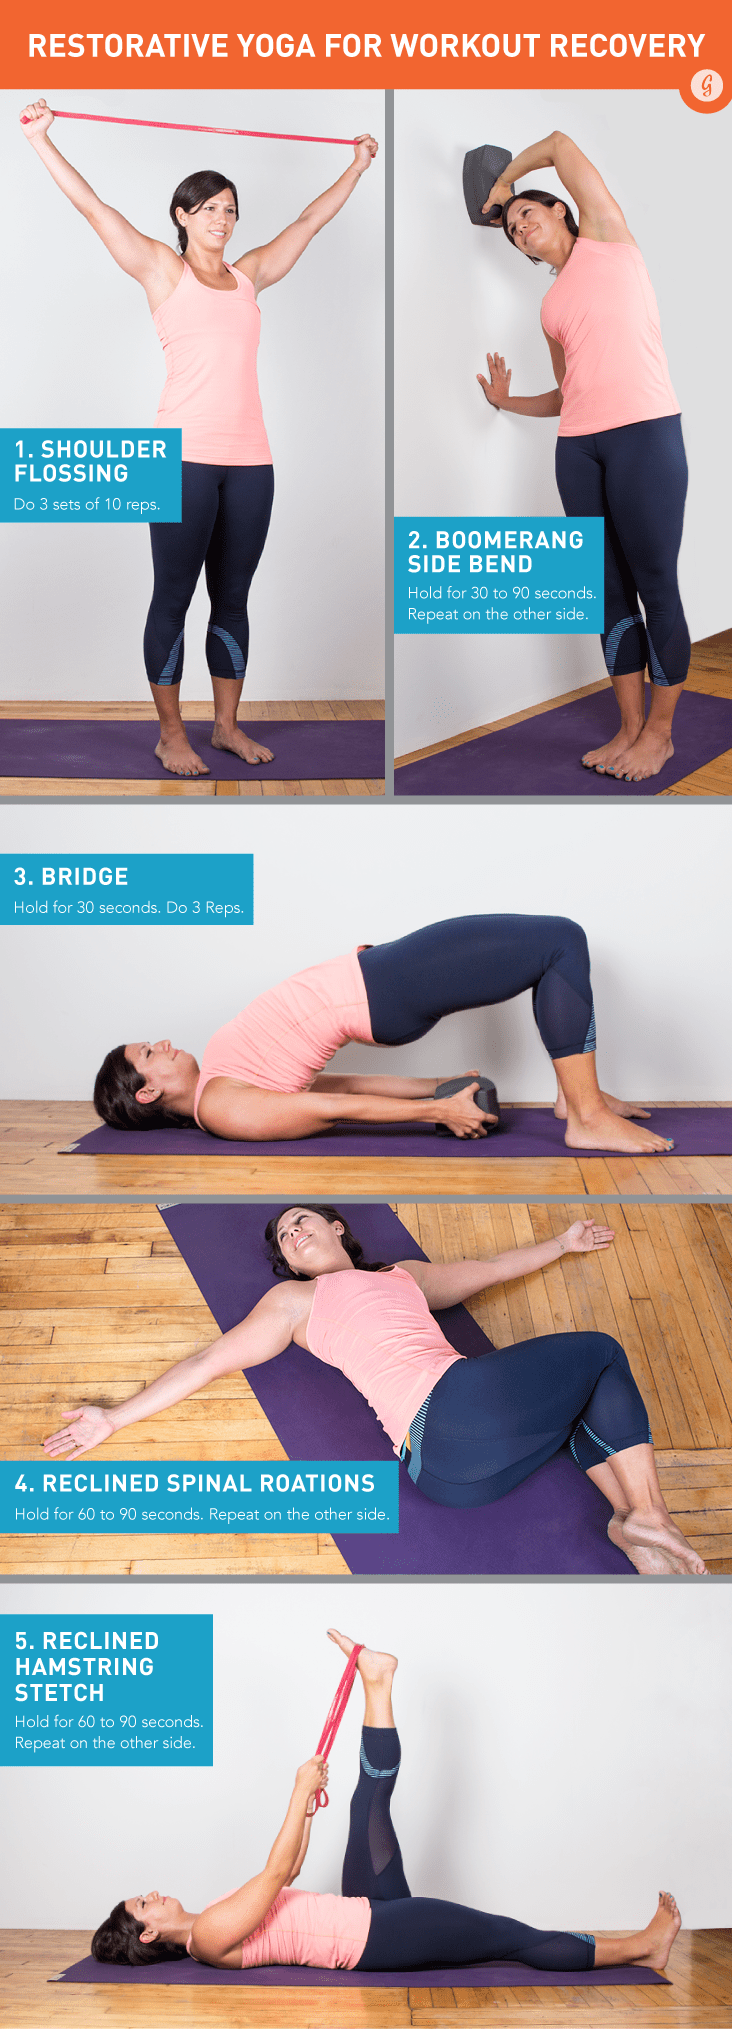 RESTORATIVE YOGA FOR WORKOUT RECOVERY
G
1. SHOULDER
FLOSSING
Do 3 sets of 10 reps.
2. BOOMERANG
SIDE BEND
Hold for 30 to 90 seconds.
Repeat on the other side.
3. BRIDGE
Hold for 30 seconds. Do 3 Reps.
4. RECLINED SPINAL ROATIONS
Hold for 60 to 90 seconds. Repeat on the other side.
5. RECLINED
HAMSTRING
STETCH
Hold for 60 to 90 seconds.
Repeat on the other side.